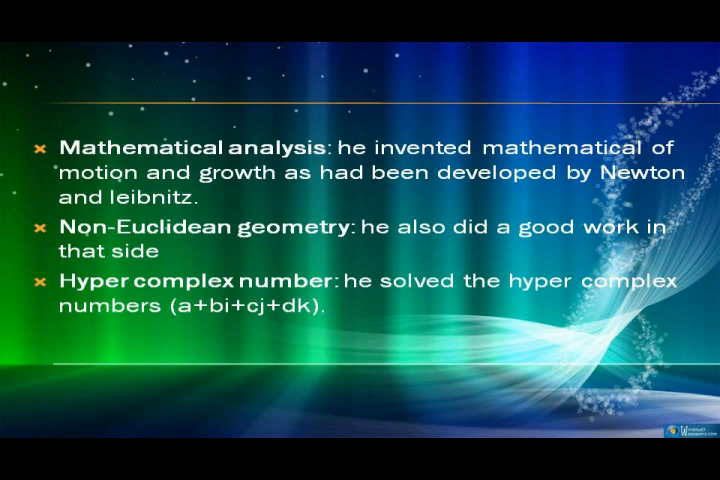 Mathematical analysis: he invented mathematical of
motion and growth as had been developed by Newton
and leibnitz.
Non-Euclidean geometry: he also did a good work in
that side
Hyper complex number: he solved the hyper complex
numbers (a+bi+cj+dk).